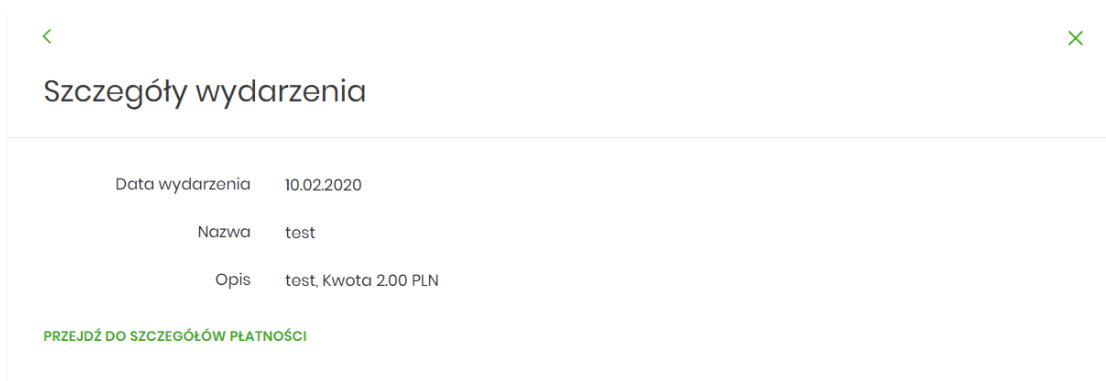 Szczegóły wydarzenia
Data wydarzenia 10.02.2020
Nazwa test
Opis test, Kwota 2.00 PLN
PRZEJDŹ DO SZCZEGÓŁÓW PŁATNOŚCI